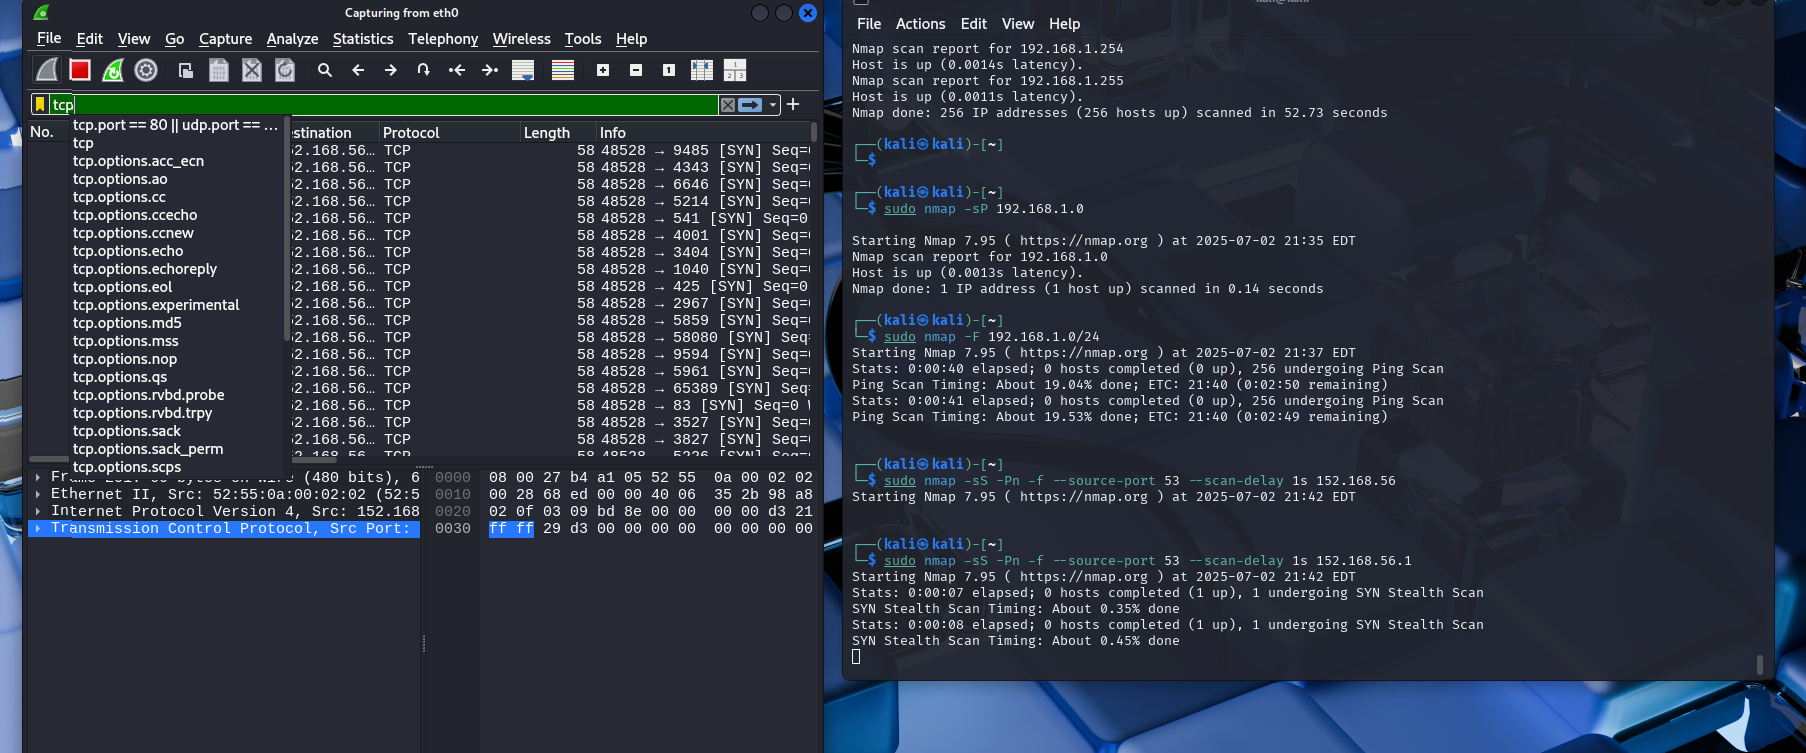 Capturing from eth0
File Edit View Go Capture Analyze Statistics Telephony Wireless Tools Help
tcp
tcp.port == 80 || udp.port == …
tcp
tcp.options.acc_ecn
tcp.options.ao
tcp.options.cc
tcp.options.ccecho
tcp.options.ccnew
tcp.options.echo
tcp.options.echoreply
tcp.options.eol
tcp.options.experimental
tcp.options.md5
tcp.options.mss
tcp.options.nop
tcp.options.qs
tcp.options.rvbd.probe
tcp.options.rvbd.trpy
tcp.options.sack
tcp.options.sack_perm
tcp.options.scps
No. stination Protocol Length Info
52.168.56… TCP 58 48528 → 9485 [SYN] Seq=0
52.168.56… TCP 58 48528 → 4343 [SYN] Seq=0
52.168.56… TCP 58 48528 → 6646 [SYN] Seq=0
52.168.56… TCP 58 48528 → 5214 [SYN] Seq=0
52.168.56… TCP 58 48528 → 541 [SYN] Seq=0
52.168.56… TCP 58 48528 → 4001 [SYN] Seq=0
52.168.56… TCP 58 48528 → 3404 [SYN] Seq=0
52.168.56… TCP 58 48528 → 1040 [SYN] Seq=0
52.168.56… TCP 58 48528 → 425 [SYN] Seq=0
52.168.56… TCP 58 48528 → 2967 [SYN] Seq=0
52.168.56… TCP 58 48528 → 5859 [SYN] Seq=0
52.168.56… TCP 58 48528 → 58080 [SYN] Seq=
52.168.56… TCP 58 48528 → 9594 [SYN] Seq=0
52.168.56… TCP 58 48528 → 5961 [SYN] Seq=0
52.168.56… TCP 58 48528 → 65389 [SYN] Seq=
52.168.56… TCP 58 48528 → 83 [SYN] Seq=0
52.168.56… TCP 58 48528 → 3527 [SYN] Seq=0
52.168.56… TCP 58 48528 → 3827 [SYN] Seq=0
(480 bits), 6
Ethernet II, Src: 52:55:0a:00:02:02 (52:5
Internet Protocol Version 4, Src: 152.168
Transmission Control Protocol, Src Port:
0000 08 00 27 b4 a1 05 52 55 0a 00 02 02
0010 00 28 68 ed 00 00 40 06 35 2b 98 a8
0020 02 0f 03 09 bd 8e 00 00 00 00 d3 21
0030 ff ff 29 d3 00 00 00 00 00 00 00 00
File Actions Edit View Help
Nmap scan report for 192.168.1.254
Host is up (0.0014s latency).
Nmap scan report for 192.168.1.255
Host is up (0.0011s latency).
Nmap done: 256 IP addresses (256 hosts up) scanned in 52.73 seconds
┌──(kali㉿kali)-[~]
└─$
┌──(kali㉿kali)-[~]
└─$ sudo nmap -sP 192.168.1.0
Starting Nmap 7.95 ( https://nmap.org ) at 2025-07-02 21:35 EDT
Nmap scan report for 192.168.1.0
Host is up (0.0013s latency).
Nmap done: 1 IP address (1 host up) scanned in 0.14 seconds
┌──(kali㉿kali)-[~]
└─$ sudo nmap -F 192.168.1.0/24
Starting Nmap 7.95 ( https://nmap.org ) at 2025-07-02 21:37 EDT
Stats: 0:00:40 elapsed; 0 hosts completed (0 up), 256 undergoing Ping Scan
Ping Scan Timing: About 19.04% done; ETC: 21:40 (0:02:50 remaining)
Stats: 0:00:41 elapsed; 0 hosts completed (0 up), 256 undergoing Ping Scan
Ping Scan Timing: About 19.53% done; ETC: 21:40 (0:02:49 remaining)
┌──(kali㉿kali)-[~]
└─$ sudo nmap -sS -Pn -f --source-port 53 --scan-delay 1s 152.168.56
Starting Nmap 7.95 ( https://nmap.org ) at 2025-07-02 21:42 EDT
┌──(kali㉿kali)-[~]
└─$ sudo nmap -sS -Pn -f --source-port 53 --scan-delay 1s 152.168.56.1
Starting Nmap 7.95 ( https://nmap.org ) at 2025-07-02 21:42 EDT
Stats: 0:00:07 elapsed; 0 hosts completed (1 up), 1 undergoing SYN Stealth Scan
SYN Stealth Scan Timing: About 0.35% done
Stats: 0:00:08 elapsed; 0 hosts completed (1 up), 1 undergoing SYN Stealth Scan
SYN Stealth Scan Timing: About 0.45% done